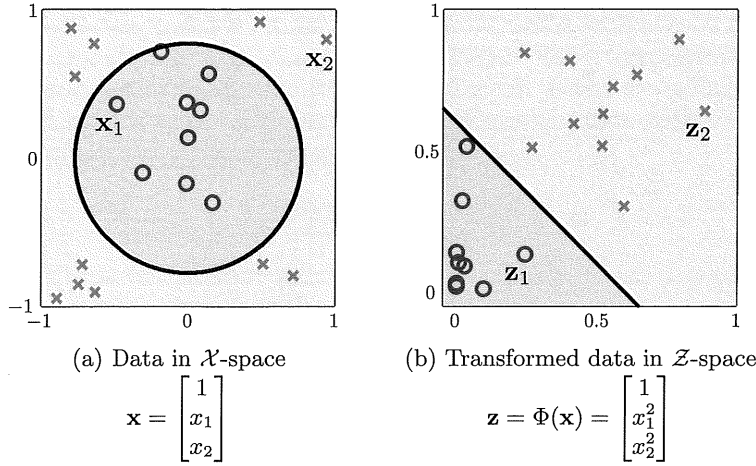 1
1
x₂
x₁
z₂
0
0.5
z₁
−1
0
−1
0
1
0
0.5
1
(a) Data in 𝒳-space
(b) Transformed data in 𝒵-space
x = [1 x₁ x₂]
z = Φ(x) = [1 x₁² x₂²]